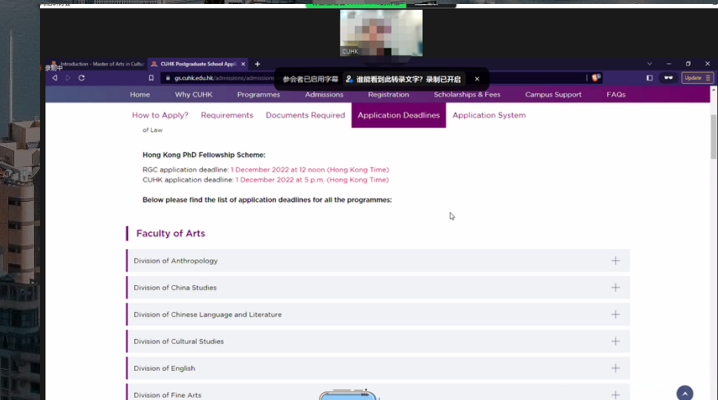 CUHK
录制中
Introduction - Master of Arts in Cultu
CUHK Postgraduate School Appl
gs.cuhk.edu.hk/admissions/admissions
参会者已启用字幕
谁能看到此转录文字? 录制已开启
Update
Home Why CUHK Programmes Admissions Registration Scholarships & Fees Campus Support FAQs
How to Apply? Requirements Documents Required Application Deadlines Application System
of Law
Hong Kong PhD Fellowship Scheme:
RGC application deadline: 1 December 2022 at 12 noon (Hong Kong Time)
CUHK application deadline: 1 December 2022 at 5 p.m. (Hong Kong Time)
Below please find the list of application deadlines for all the programmes:
Faculty of Arts
Division of Anthropology
Division of China Studies
Division of Chinese Language and Literature
Division of Cultural Studies
Division of English
Division of Fine Arts